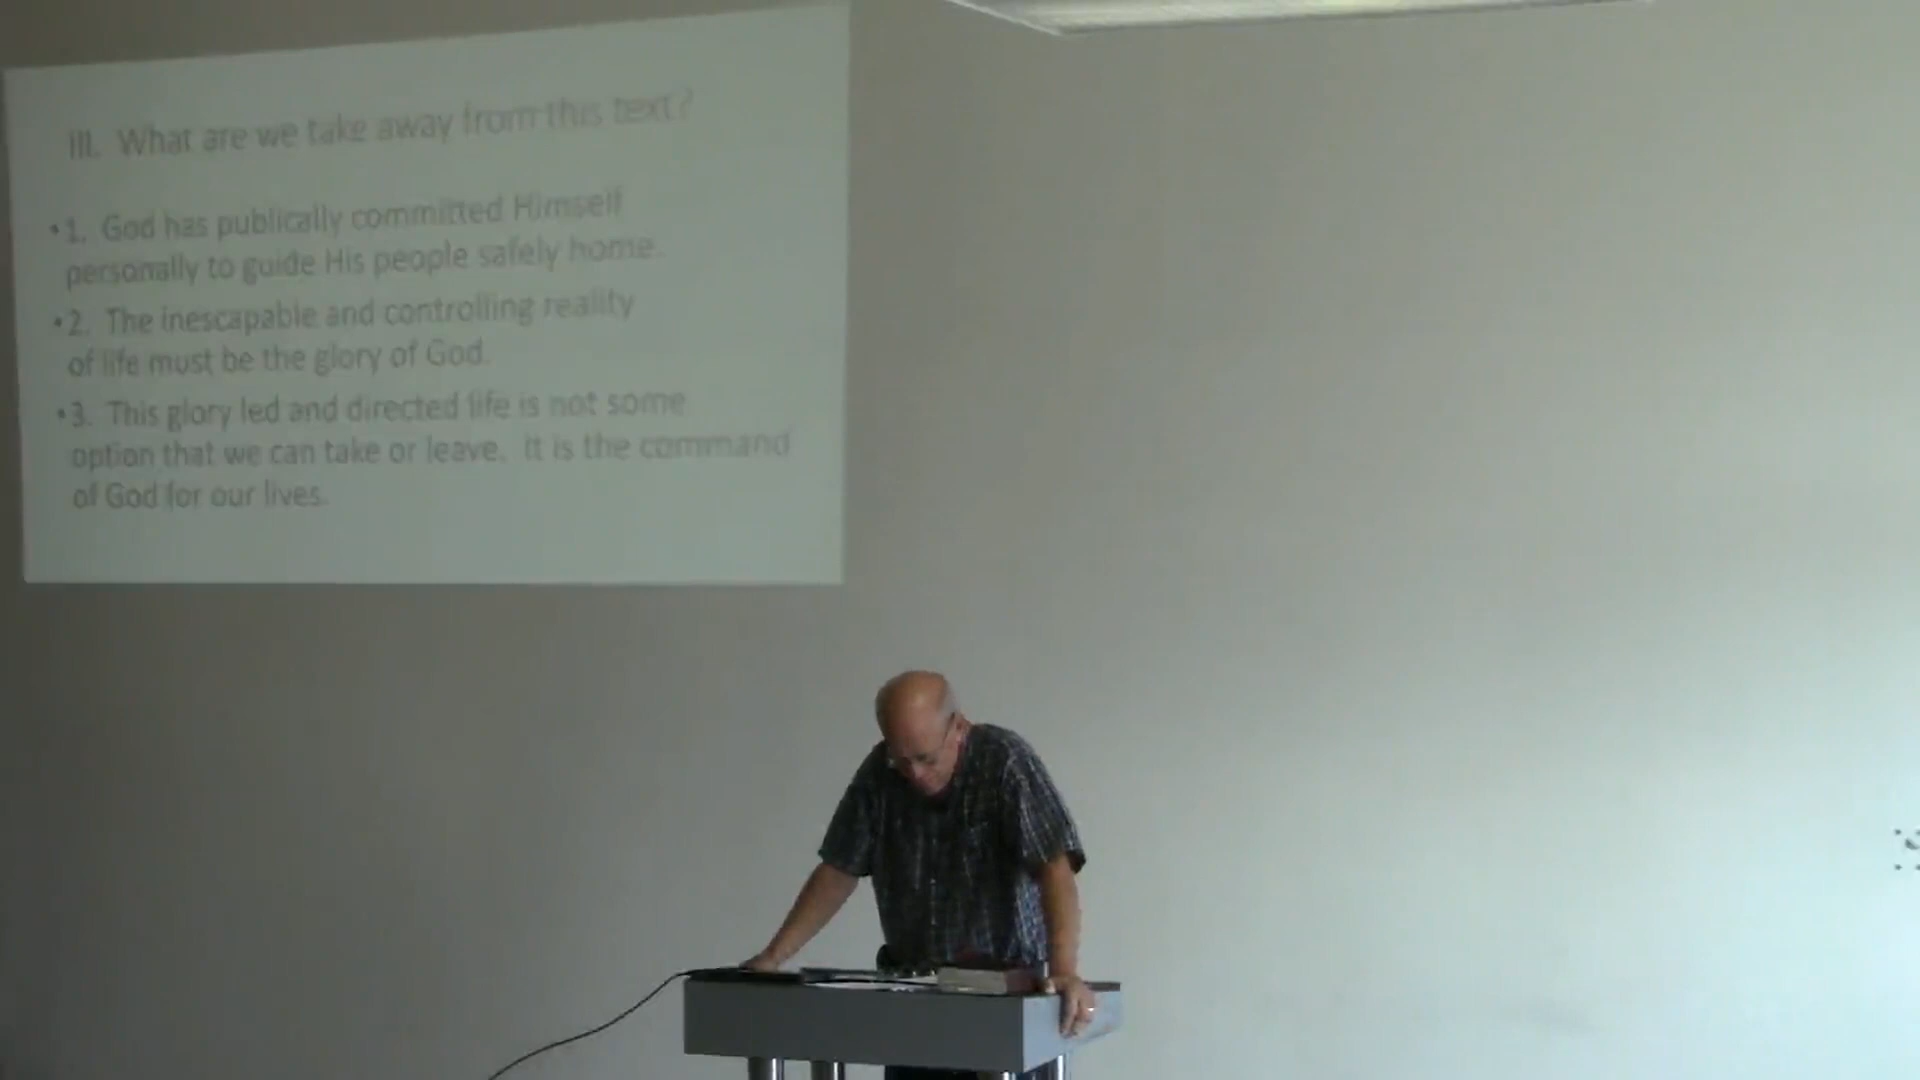 III. What are we take away from this text?
•1. God has publically committed Himself
personally to guide His people safely home.
•2. The inescapable and controlling reality
of life must be the glory of God.
•3. This glory led and directed life is not some
option that we can take or leave. It is the command
of God for our lives.